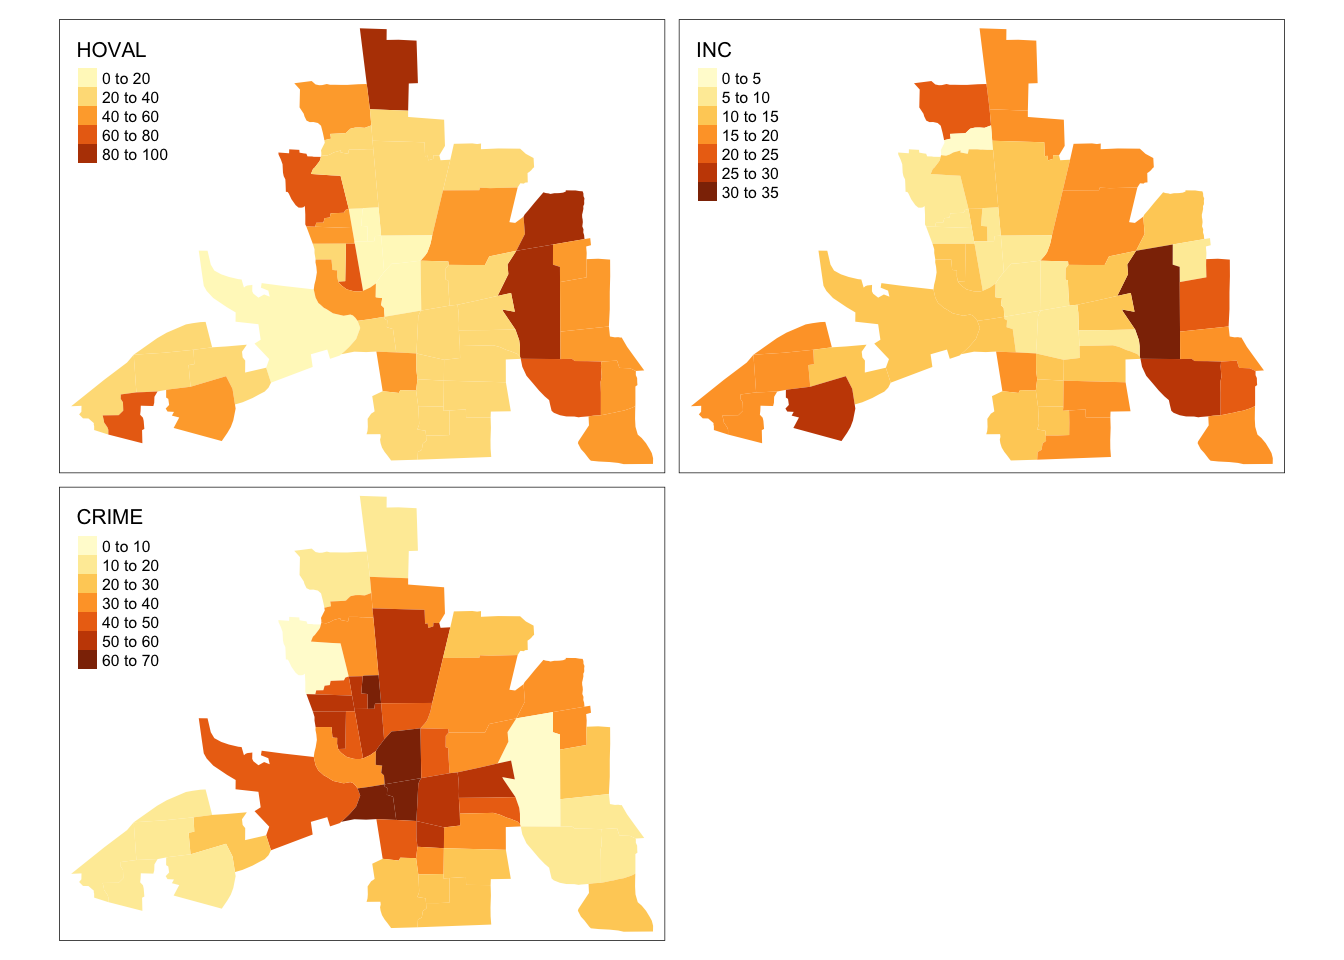 HOVAL
0 to 20
20 to 40
40 to 60
60 to 80
80 to 100
INC
0 to 5
5 to 10
10 to 15
15 to 20
20 to 25
25 to 30
30 to 35
CRIME
0 to 10
10 to 20
20 to 30
30 to 40
40 to 50
50 to 60
60 to 70